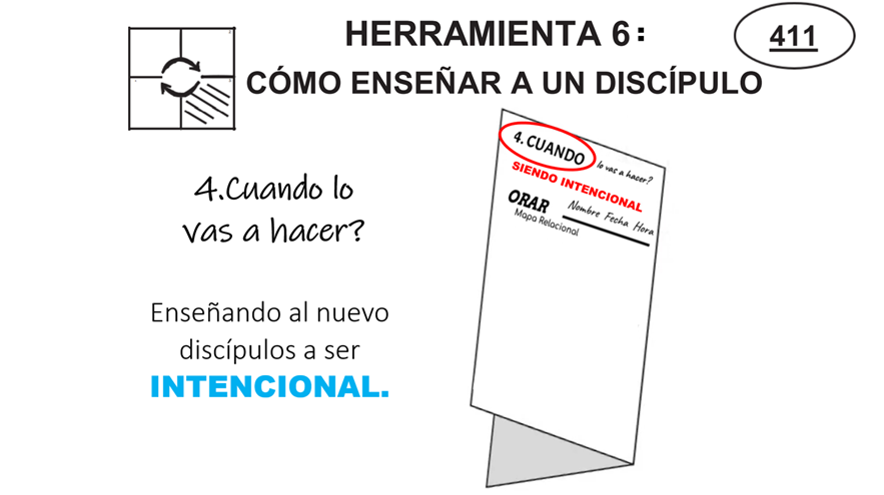 HERRAMIENTA 6:
411
CÓMO ENSEÑAR A UN DISCÍPULO
4.Cuando lo
vas a hacer?
Enseñando al nuevo
discípulos a ser
INTENCIONAL.
4. CUANDO lo vas a hacer?
SIENDO INTENCIONAL
ORAR Nombre Fecha Hora
Mapa Relacional